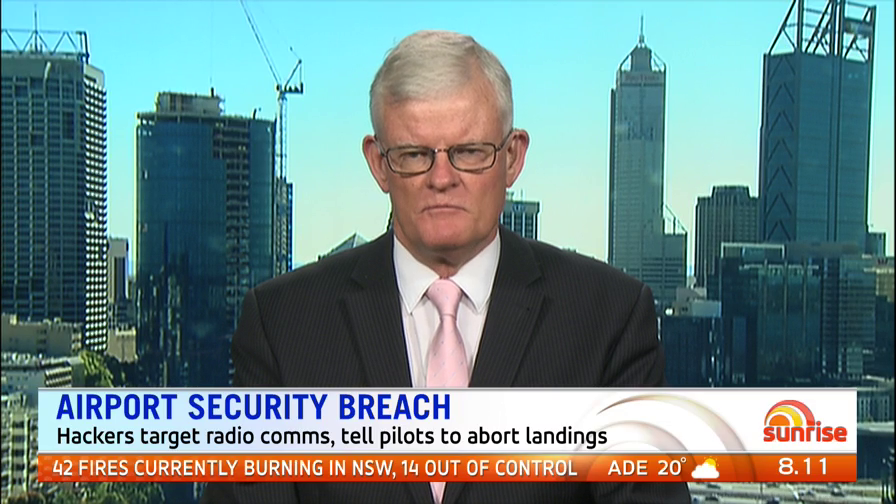 AIRPORT SECURITY BREACH
Hackers target radio comms, tell pilots to abort landings
sunrise
42 FIRES CURRENTLY BURNING IN NSW, 14 OUT OF CONTROL ADE 20° 8.11